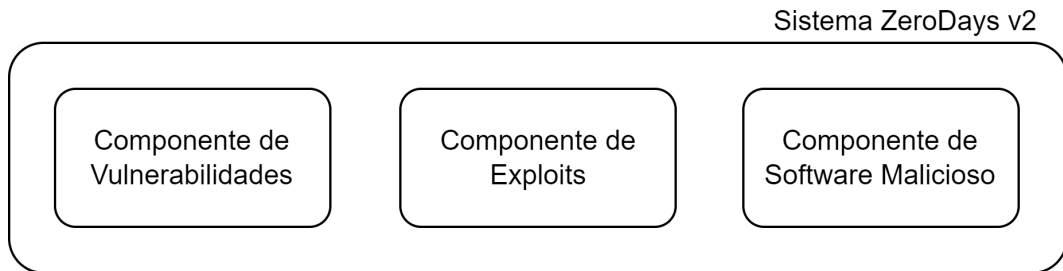 Sistema ZeroDays v2
Componente de
Vulnerabilidades
Componente de
Exploits
Componente de
Software Malicioso